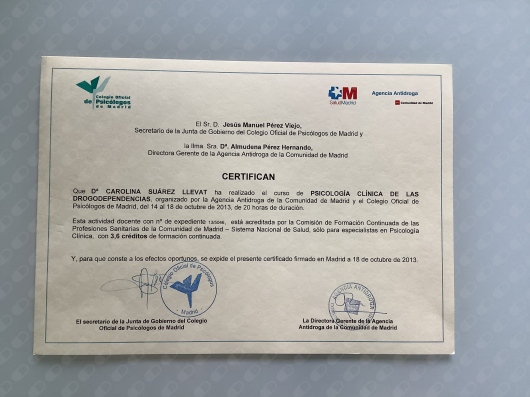 Colegio Oficial
de Psicólogos
de Madrid
SaludMadrid
Agencia Antidroga
Comunidad de Madrid
El Sr. D. Jesús Manuel Pérez Viejo,
Secretario de la Junta de Gobierno del Colegio Oficial de Psicólogos de Madrid y
la Ilma. Sra. Dª. Almudena Pérez Hernando,
Directora Gerente de la Agencia Antidroga de la Comunidad de Madrid
CERTIFICAN
Que Dª CAROLINA SUÁREZ LLEVAT ha realizado el curso de PSICOLOGÍA CLÍNICA DE LAS
DROGODEPENDENCIAS, organizado por la Agencia Antidroga de la Comunidad de Madrid y el Colegio Oficial de
Psicólogos de Madrid, del 14 al 18 de octubre de 2013, de 20 horas de duración.
Esta actividad docente con nº de expediente está acreditada por la Comisión de Formación Continuada de las
Profesiones Sanitarias de la Comunidad de Madrid – Sistema Nacional de Salud, sólo para especialistas en Psicología
Clínica, con 3,6 créditos de formación continuada.
Y, para que conste a los efectos oportunos, se expide el presente certificado firmado en Madrid a 18 de octubre de 2013.
Colegio Oficial de Psicólogos
Madrid
AGENCIA ANTIDROGA
El secretario de la Junta de Gobierno del Colegio
Oficial de Psicólogos de Madrid
La Directora Gerente de la Agencia
Antidroga de la Comunidad de Madrid